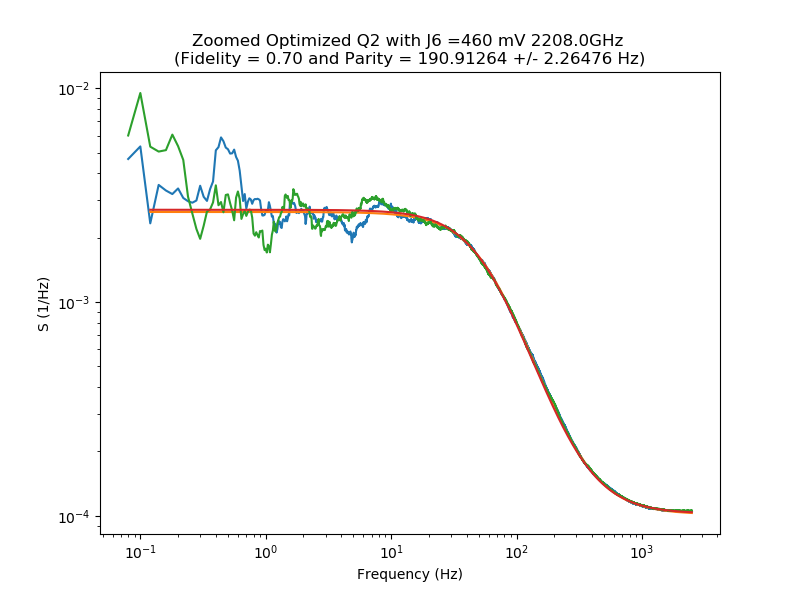 Zoomed Optimized Q2 with J6 =460 mV 2208.0GHz
(Fidelity = 0.70 and Parity = 190.91264 +/- 2.26476 Hz)
10⁻²
10⁻³
10⁻⁴
S (1/Hz)
10⁻¹ 10⁰ 10¹ 10² 10³
Frequency (Hz)